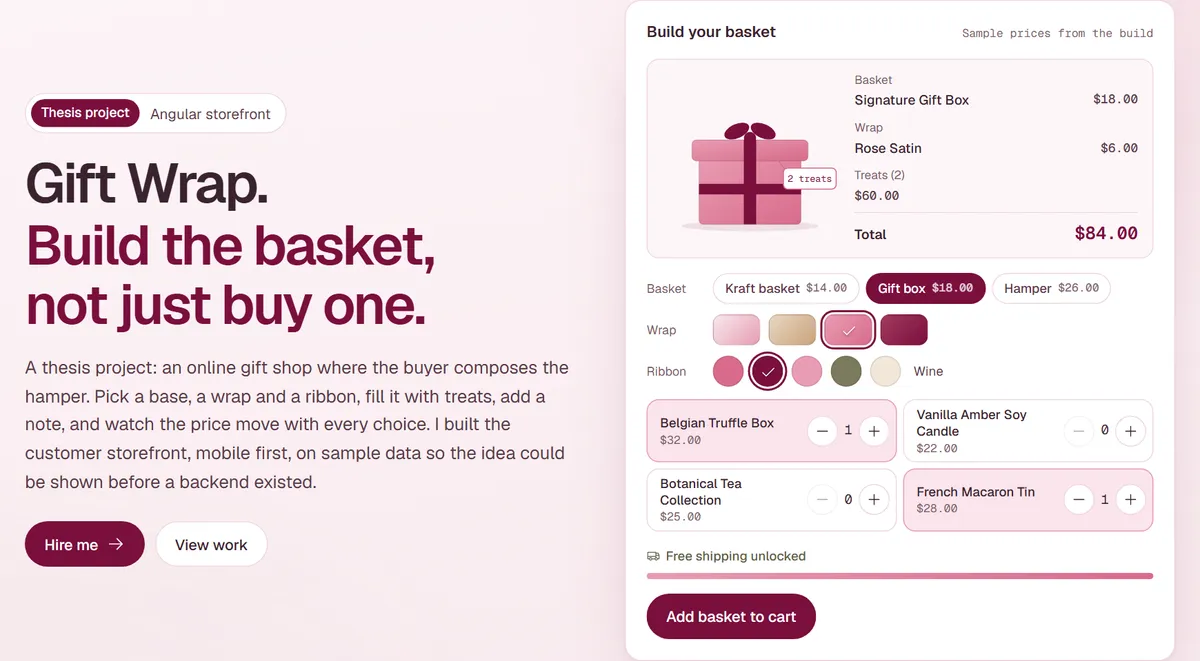 Thesis project Angular storefront
Gift Wrap.
Build the basket,
not just buy one.
A thesis project: an online gift shop where the buyer composes the
hamper. Pick a base, a wrap and a ribbon, fill it with treats, add a
note, and watch the price move with every choice. I built the
customer storefront, mobile first, on sample data so the idea could
be shown before a backend existed.
Hire me
View work
Build your basket
Sample prices from the build
2 treats
Basket
Signature Gift Box $18.00
Wrap
Rose Satin $6.00
Treats (2)
$60.00
Total $84.00
Basket Kraft basket $14.00 Gift box $18.00 Hamper $26.00
Wrap
Ribbon Wine
Belgian Truffle Box
$32.00
1
Vanilla Amber Soy
Candle
$22.00
0
Botanical Tea
Collection
$25.00
0
French Macaron Tin
$28.00
1
Free shipping unlocked
Add basket to cart